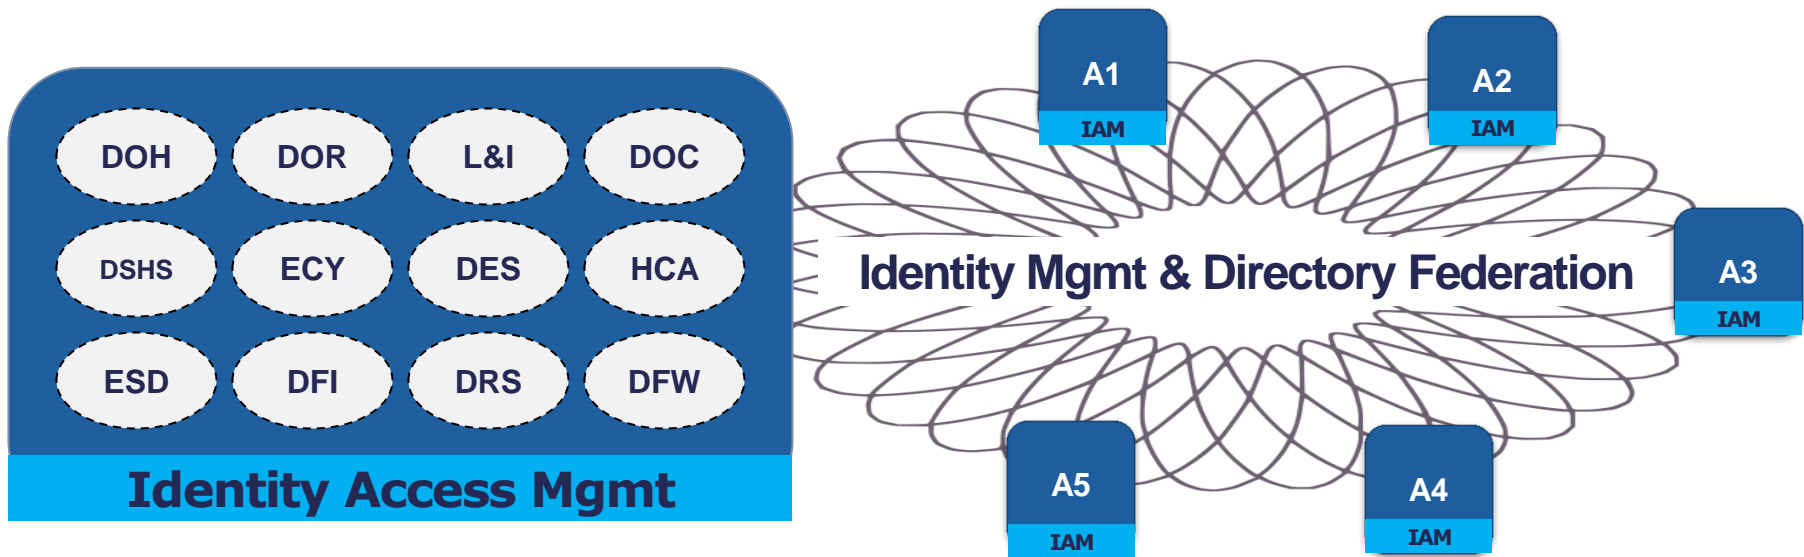 DOH DOR L&I DOC
DSHS ECY DES HCA
ESD DFI DRS DFW
Identity Access Mgmt
A1
IAM
A2
IAM
Identity Mgmt & Directory Federation
A3
IAM
A5
IAM
A4
IAM